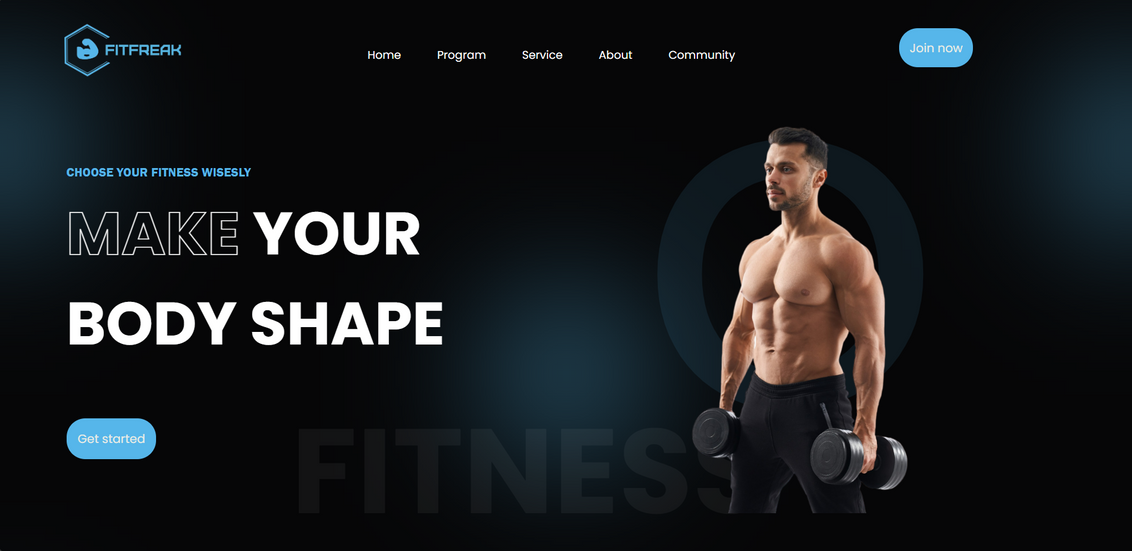 FITFREAK
Home Program Service About Community
Join now
CHOOSE YOUR FITNESS WISESLY
MAKE YOUR
BODY SHAPE
Get started
FITNESS
O